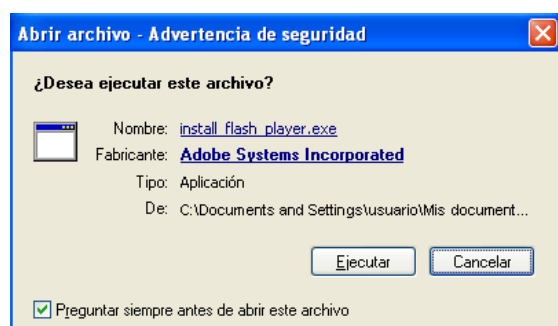 Abrir archivo - Advertencia de seguridad
¿Desea ejecutar este archivo?
Nombre: install_flash_player.exe
Fabricante: Adobe Systems Incorporated
Tipo: Aplicación
De: C:\Documents and Settings\usuario\Mis document...
Ejecutar Cancelar
Preguntar siempre antes de abrir este archivo